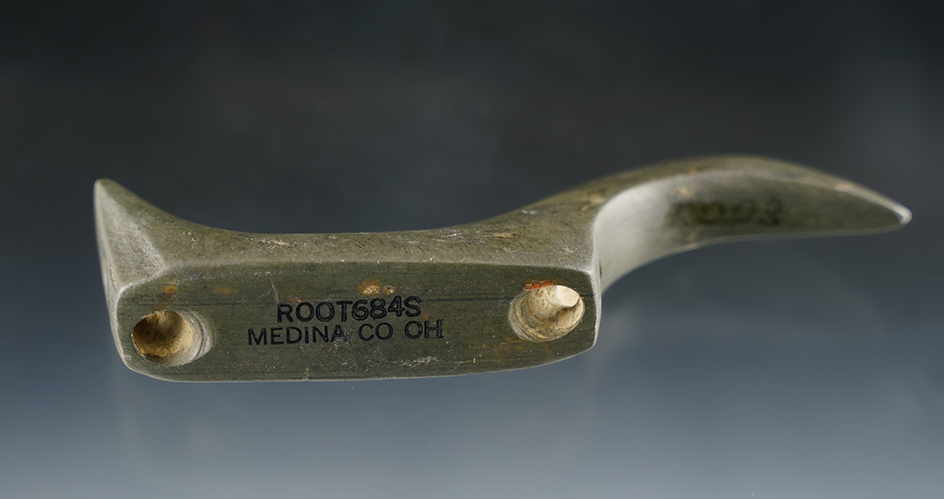 ROOT684S
MEDINA CO OH